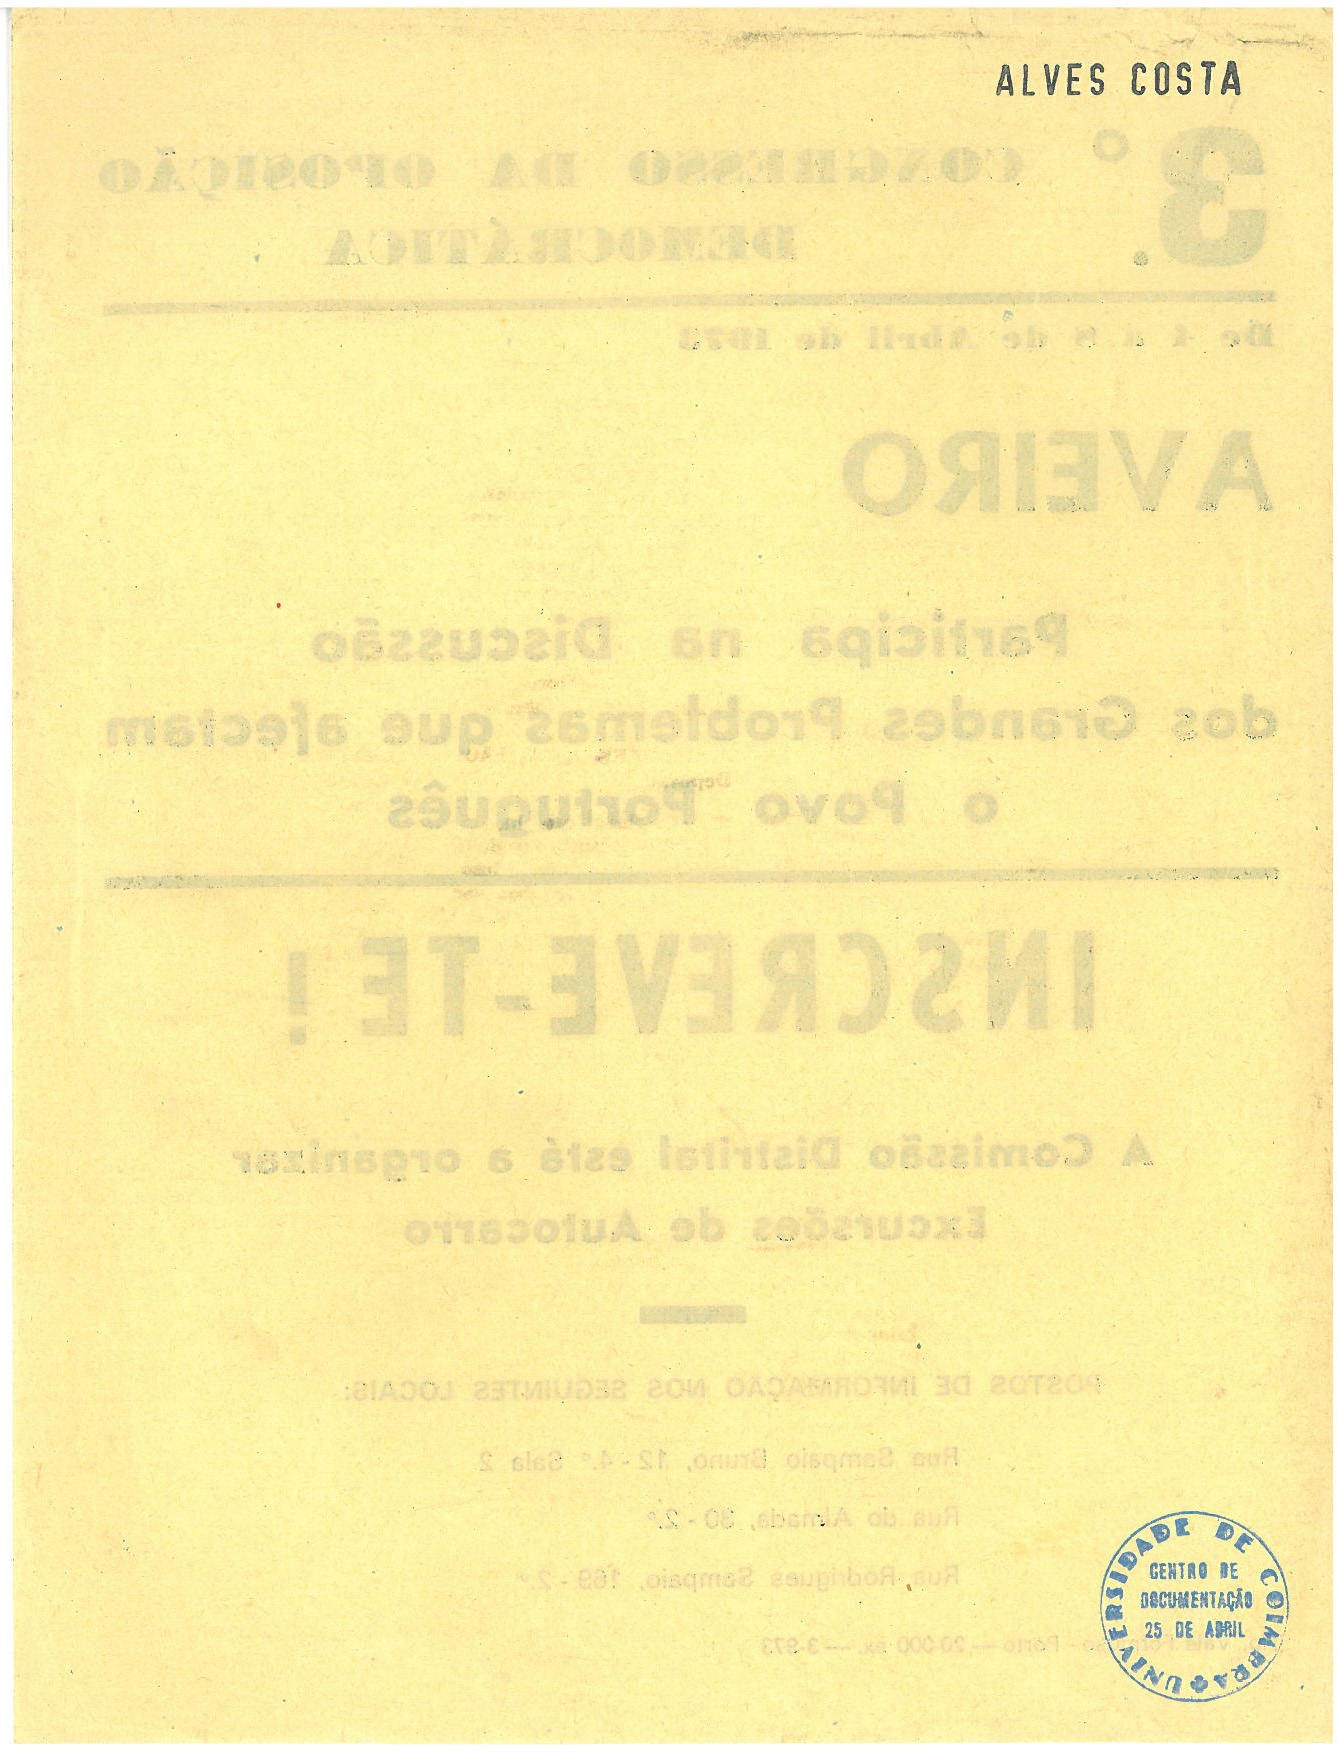 ALVES COSTA
3.º CONGRESSO DA OPOSIÇÃO
DEMOCRÁTICA
De 4 a 8 de Abril de 1973
AVEIRO
Participa na Discussão
dos Grandes Problemas que afectam
o Povo Português
INSCREVE-TE!
A Comissão Distrital está a organizar
Excursões de Autocarro
POSTOS DE INFORMAÇÃO NOS SEGUINTES LOCAIS:
Rua Sampaio Bruno, 12-4.º Sala 2
Rua do Almada, 30-2.º
Rua Rodrigues Sampaio, 169-2.º
Porto — 20.000 ex. — 3-973
UNIVERSIDADE DE COIMBRA
CENTRO DE
DOCUMENTAÇÃO
25 DE ABRIL